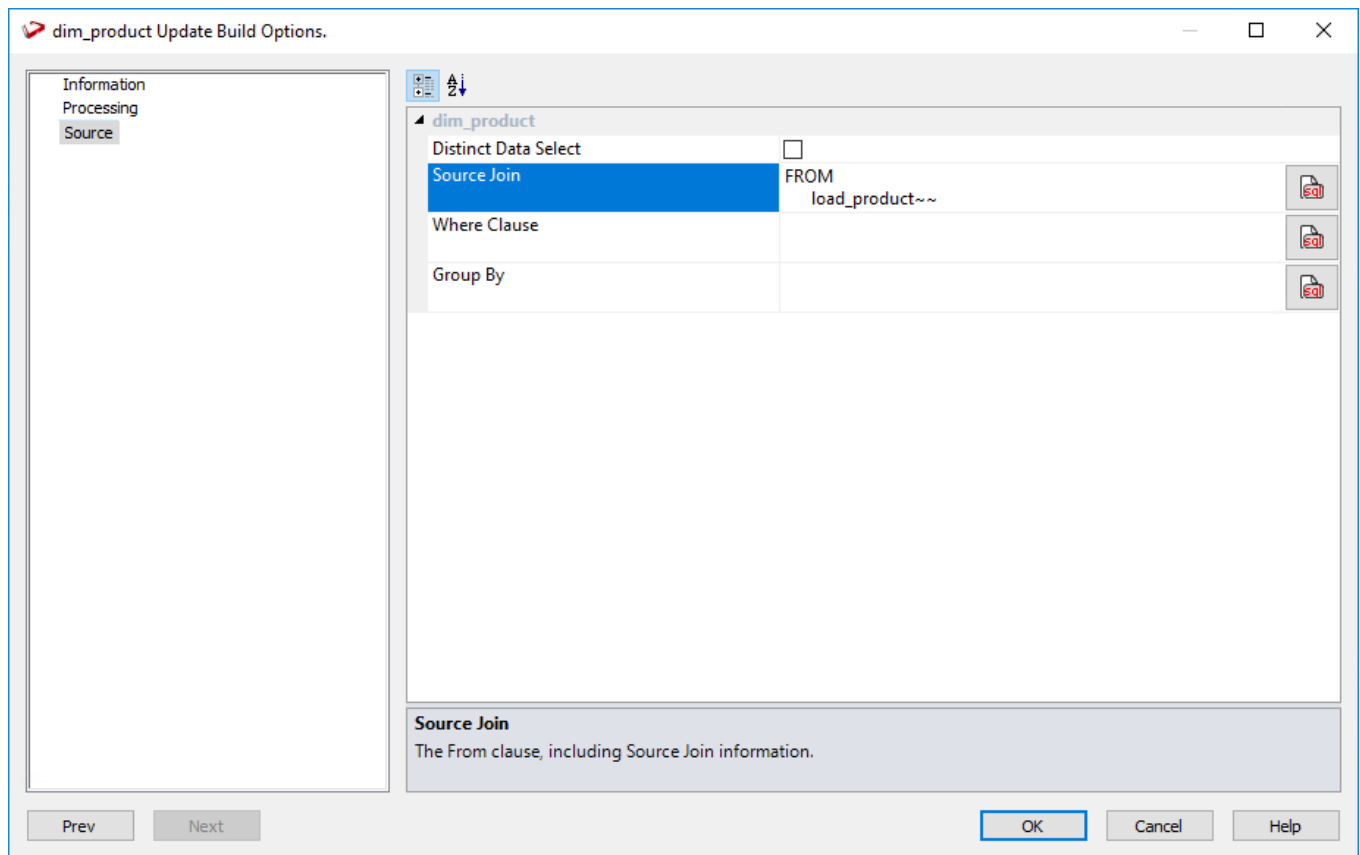 dim_product Update Build Options.
Information
Processing
Source
dim_product
Distinct Data Select
Source Join
FROM
load_product~~
Where Clause
Group By
Source Join
The From clause, including Source Join information.
Prev
Next
OK
Cancel
Help